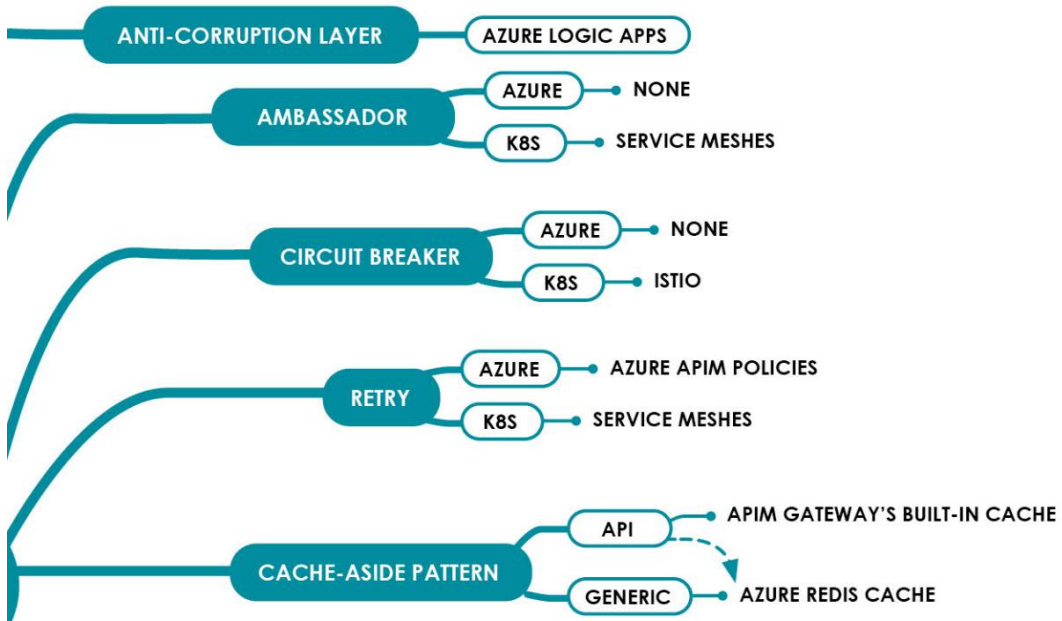 ANTI-CORRUPTION LAYER
AZURE LOGIC APPS
AMBASSADOR
AZURE
NONE
K8S
SERVICE MESHES
CIRCUIT BREAKER
AZURE
NONE
K8S
ISTIO
RETRY
AZURE
AZURE APIM POLICIES
K8S
SERVICE MESHES
CACHE-ASIDE PATTERN
API
APIM GATEWAY’S BUILT-IN CACHE
GENERIC
AZURE REDIS CACHE